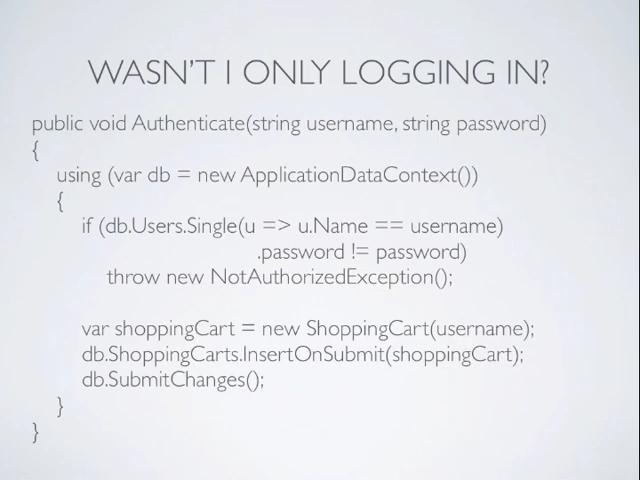 WASN'T I ONLY LOGGING IN?
public void Authenticate(string username, string password)
{
using (var db = new ApplicationDataContext())
{
if (db.Users.Single(u => u.Name == username)
.password != password)
throw new NotAuthorizedException();
var shoppingCart = new ShoppingCart(username);
db.ShoppingCarts.InsertOnSubmit(shoppingCart);
db.SubmitChanges();
}
}